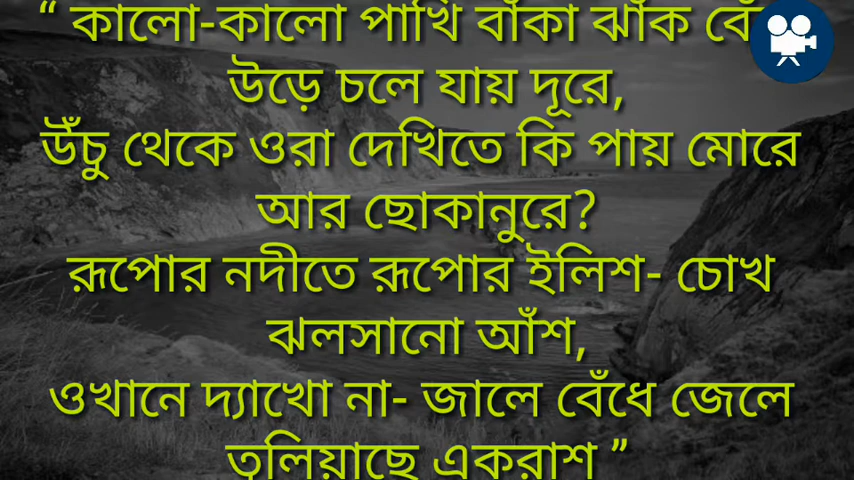 “ কালো-কালো পাখি বাঁকা ঝাঁক
উড়ে চলে যায় দূরে,
উঁচু থেকে ওরা দেখিতে কি পায় মোরে
আর ছোকানুরে?
রূপোর নদীতে রূপোর ইলিশ- চোখ
ঝলসানো আঁশ,
ওখানে দ্যাখো না- জালে বেঁধে জেলে
তুলিয়াছে একরাশ ”